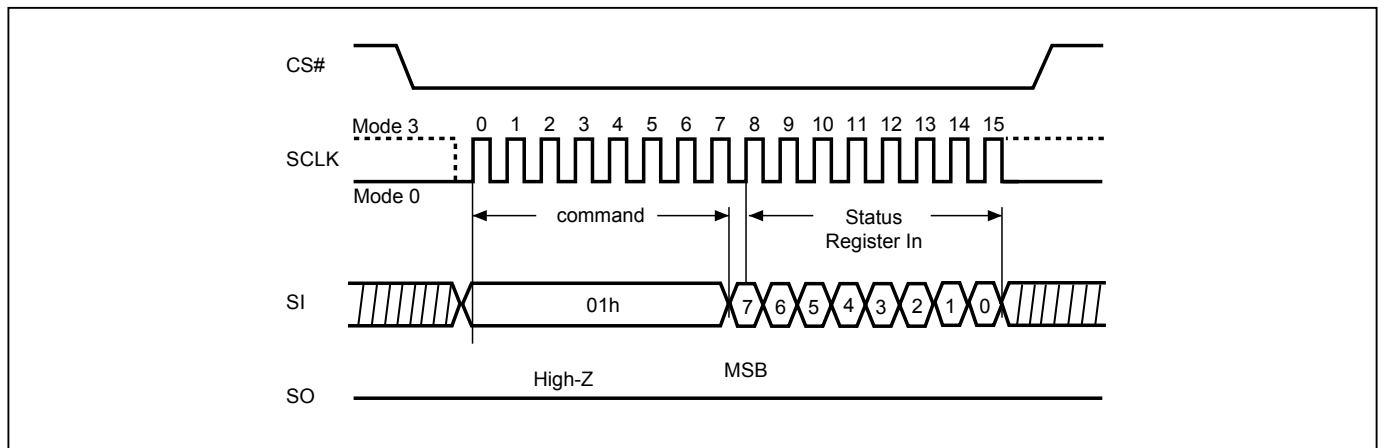 CS#
Mode 3 0 1 2 3 4 5 6 7 8 9 10 11 12 13 14 15
SCLK
Mode 0
command Status
Register In
SI 01h 7 6 5 4 3 2 1 0
High-Z MSB
SO